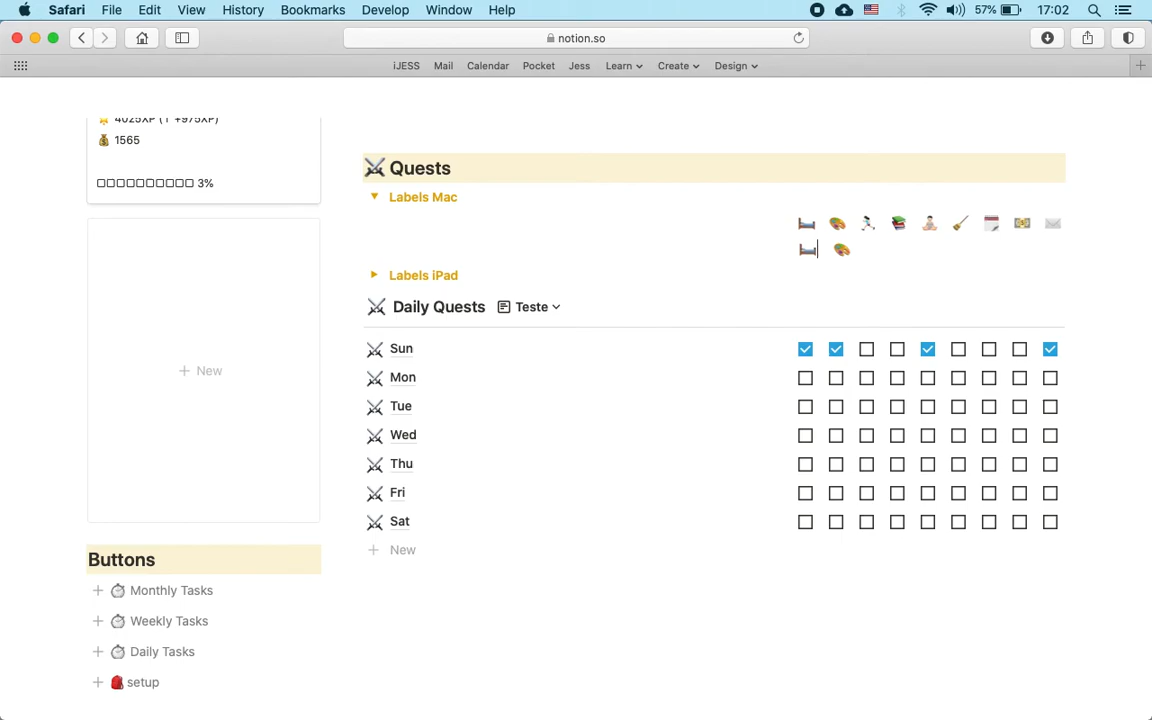 Safari File Edit View History Bookmarks Develop Window Help 57% 17:02
notion.so
iJESS Mail Calendar Pocket Jess Learn Create Design
4025XP (↑ +975XP)
1565
3%
+ New
Buttons
+ Monthly Tasks
+ Weekly Tasks
+ Daily Tasks
+ setup
Quests
Labels Mac
Labels iPad
Daily Quests Teste
Sun
Mon
Tue
Wed
Thu
Fri
Sat
+ New